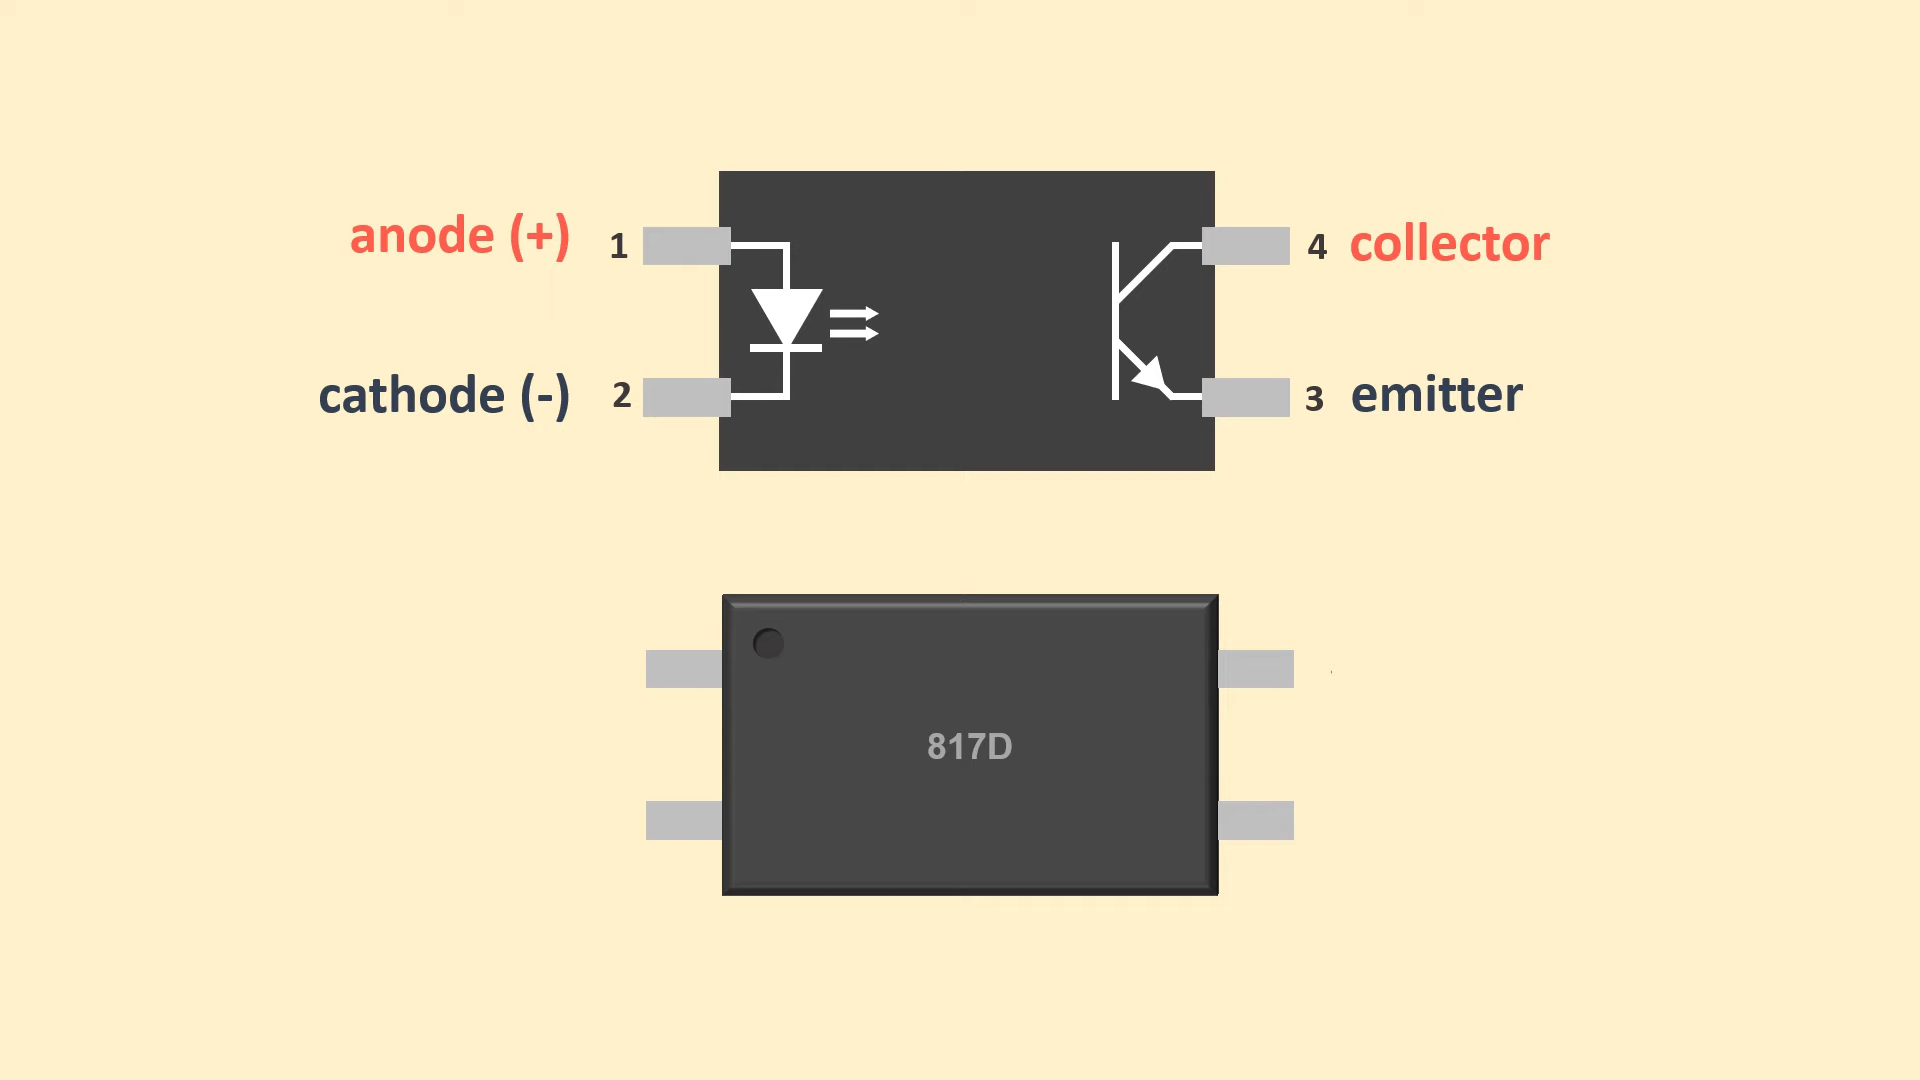 anode (+) 1
4 collector
cathode (-) 2
3 emitter
817D